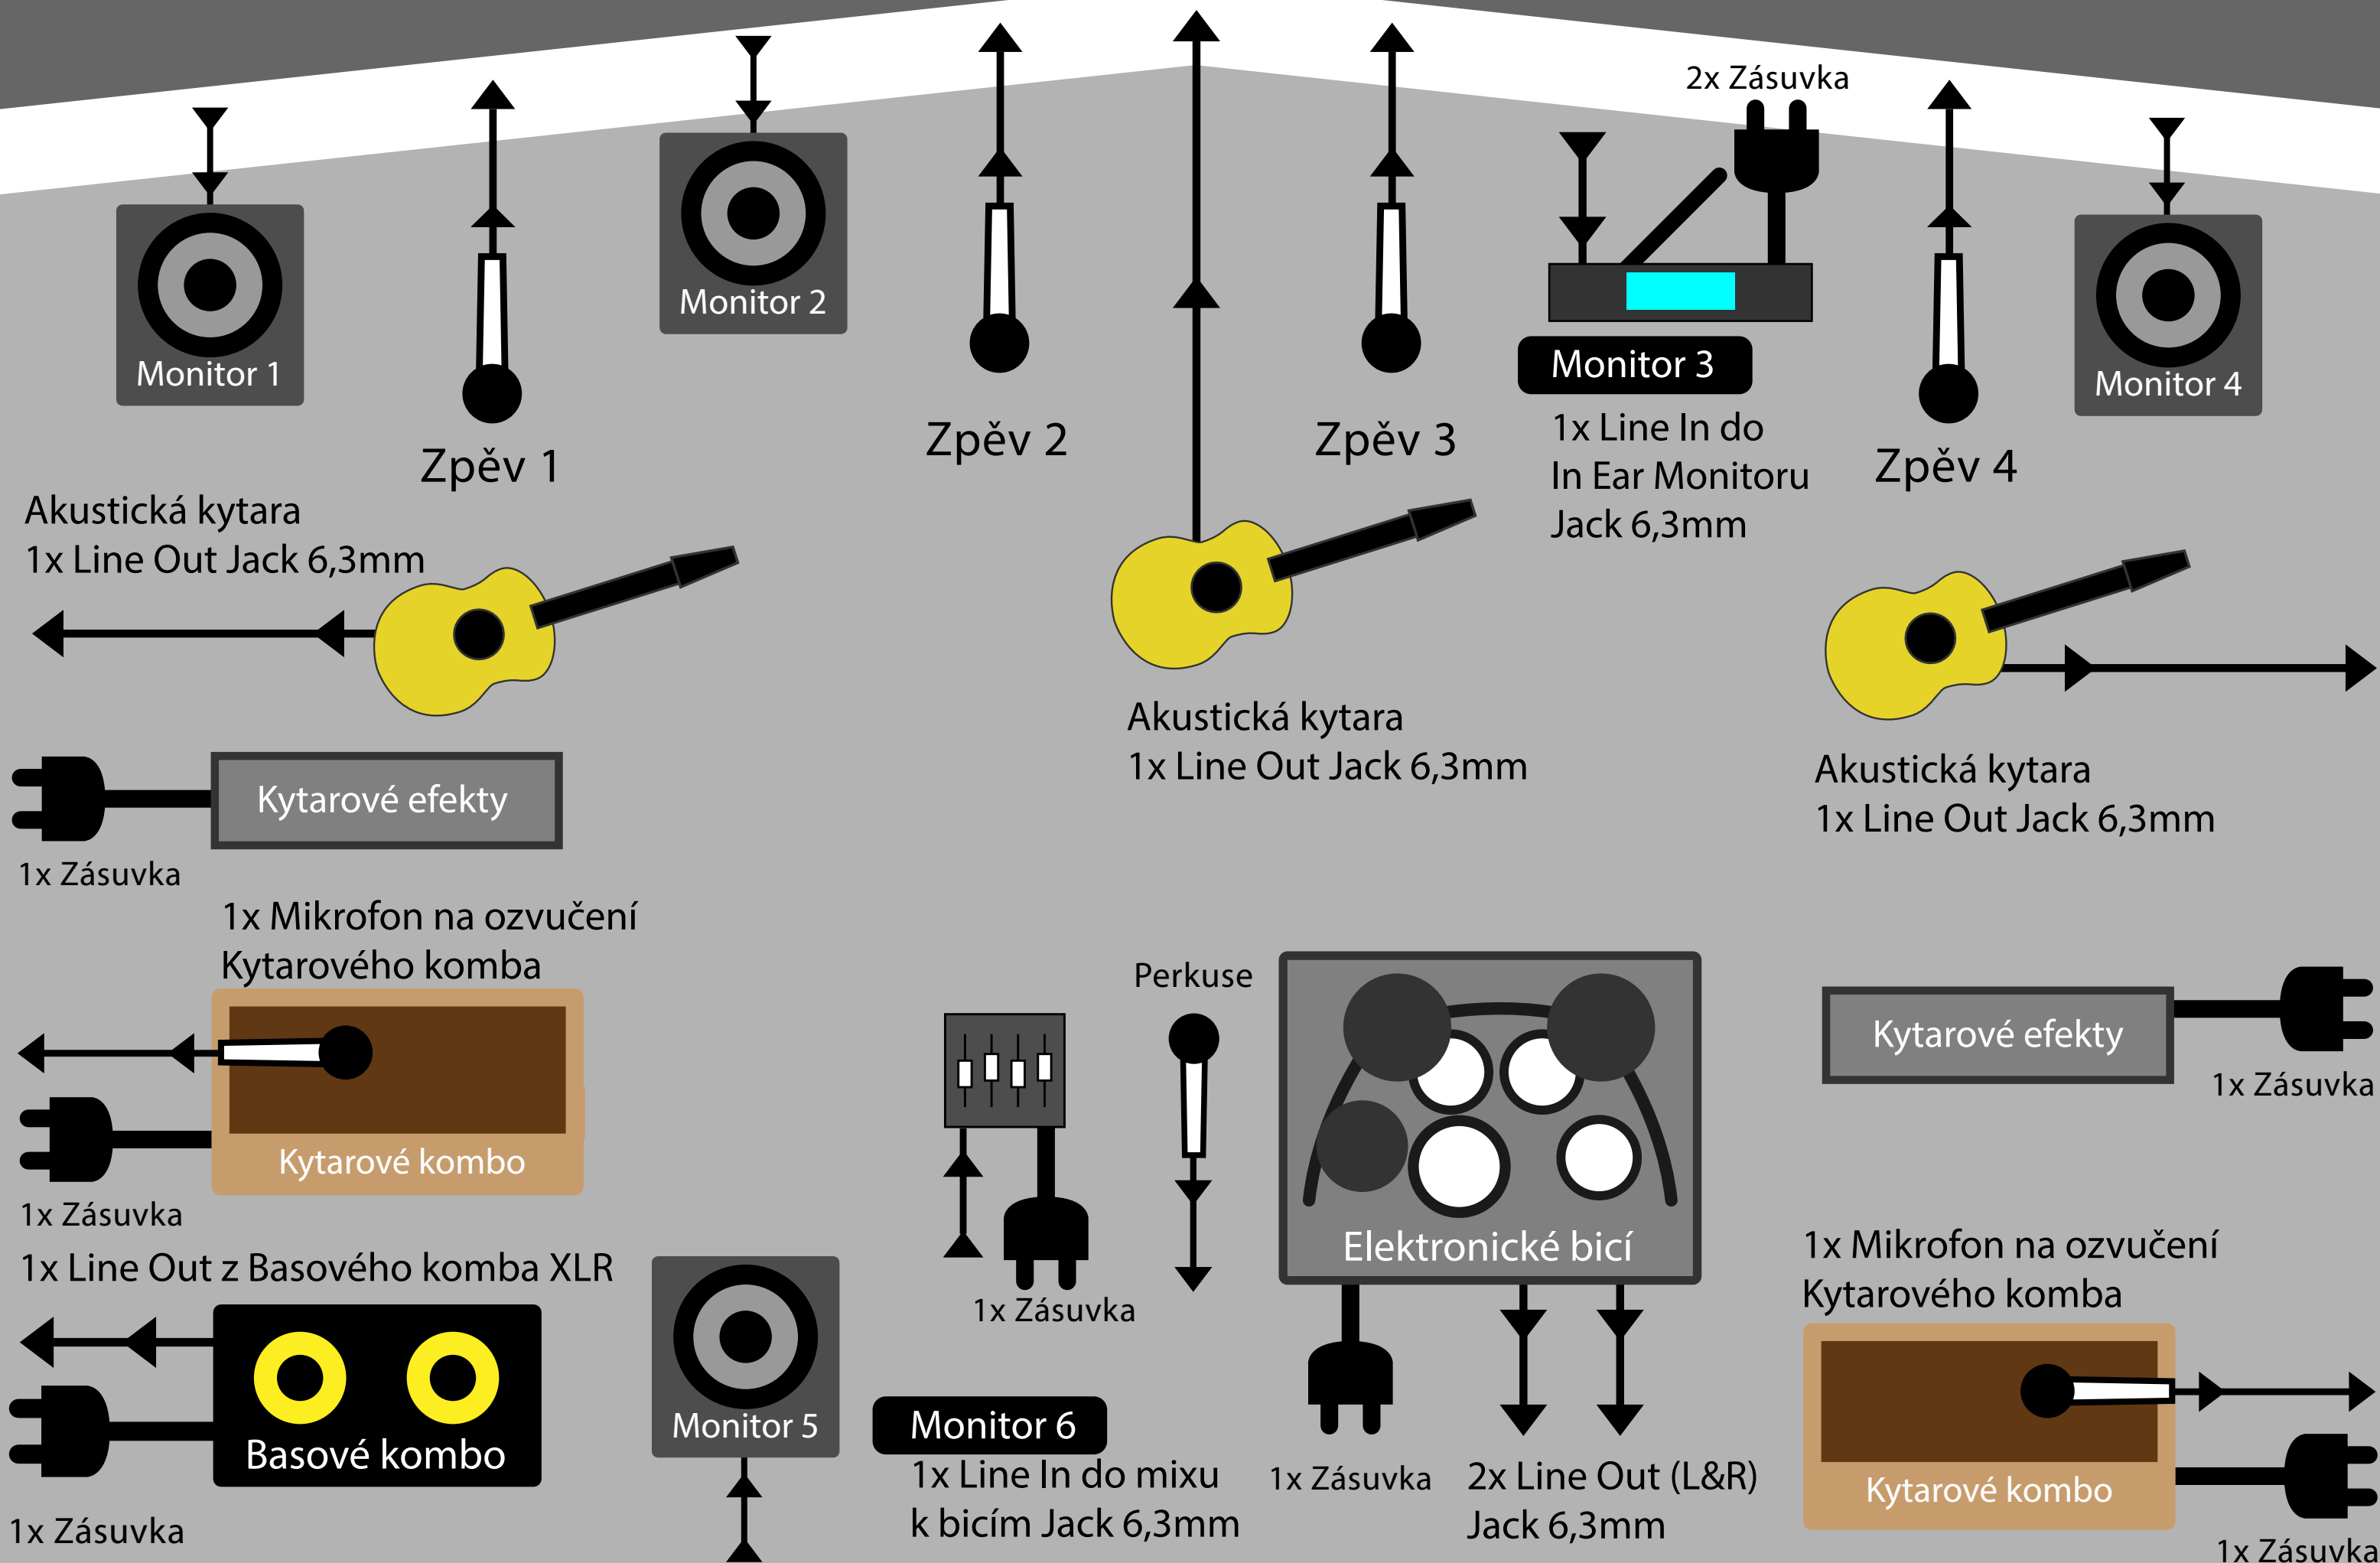 2x Zásuvka
Monitor 1
Monitor 2
Monitor 3
1x Line In do
In Ear Monitoru
Jack 6,3mm
Monitor 4
Zpěv 1
Zpěv 2
Zpěv 3
Zpěv 4
Akustická kytara
1x Line Out Jack 6,3mm
Akustická kytara
1x Line Out Jack 6,3mm
Akustická kytara
1x Line Out Jack 6,3mm
Kytarové efekty
1x Zásuvka
1x Mikrofon na ozvučení
Kytarového komba
Kytarové kombo
1x Zásuvka
Perkuse
Elektronické bicí
Kytarové efekty
1x Zásuvka
1x Line Out z Basového komba XLR
Basové kombo
1x Zásuvka
Monitor 5
1x Zásuvka
Monitor 6
1x Line In do mixu
k bicím Jack 6,3mm
1x Zásuvka
2x Line Out (L&R)
Jack 6,3mm
1x Mikrofon na ozvučení
Kytarového komba
Kytarové kombo
1x Zásuvka